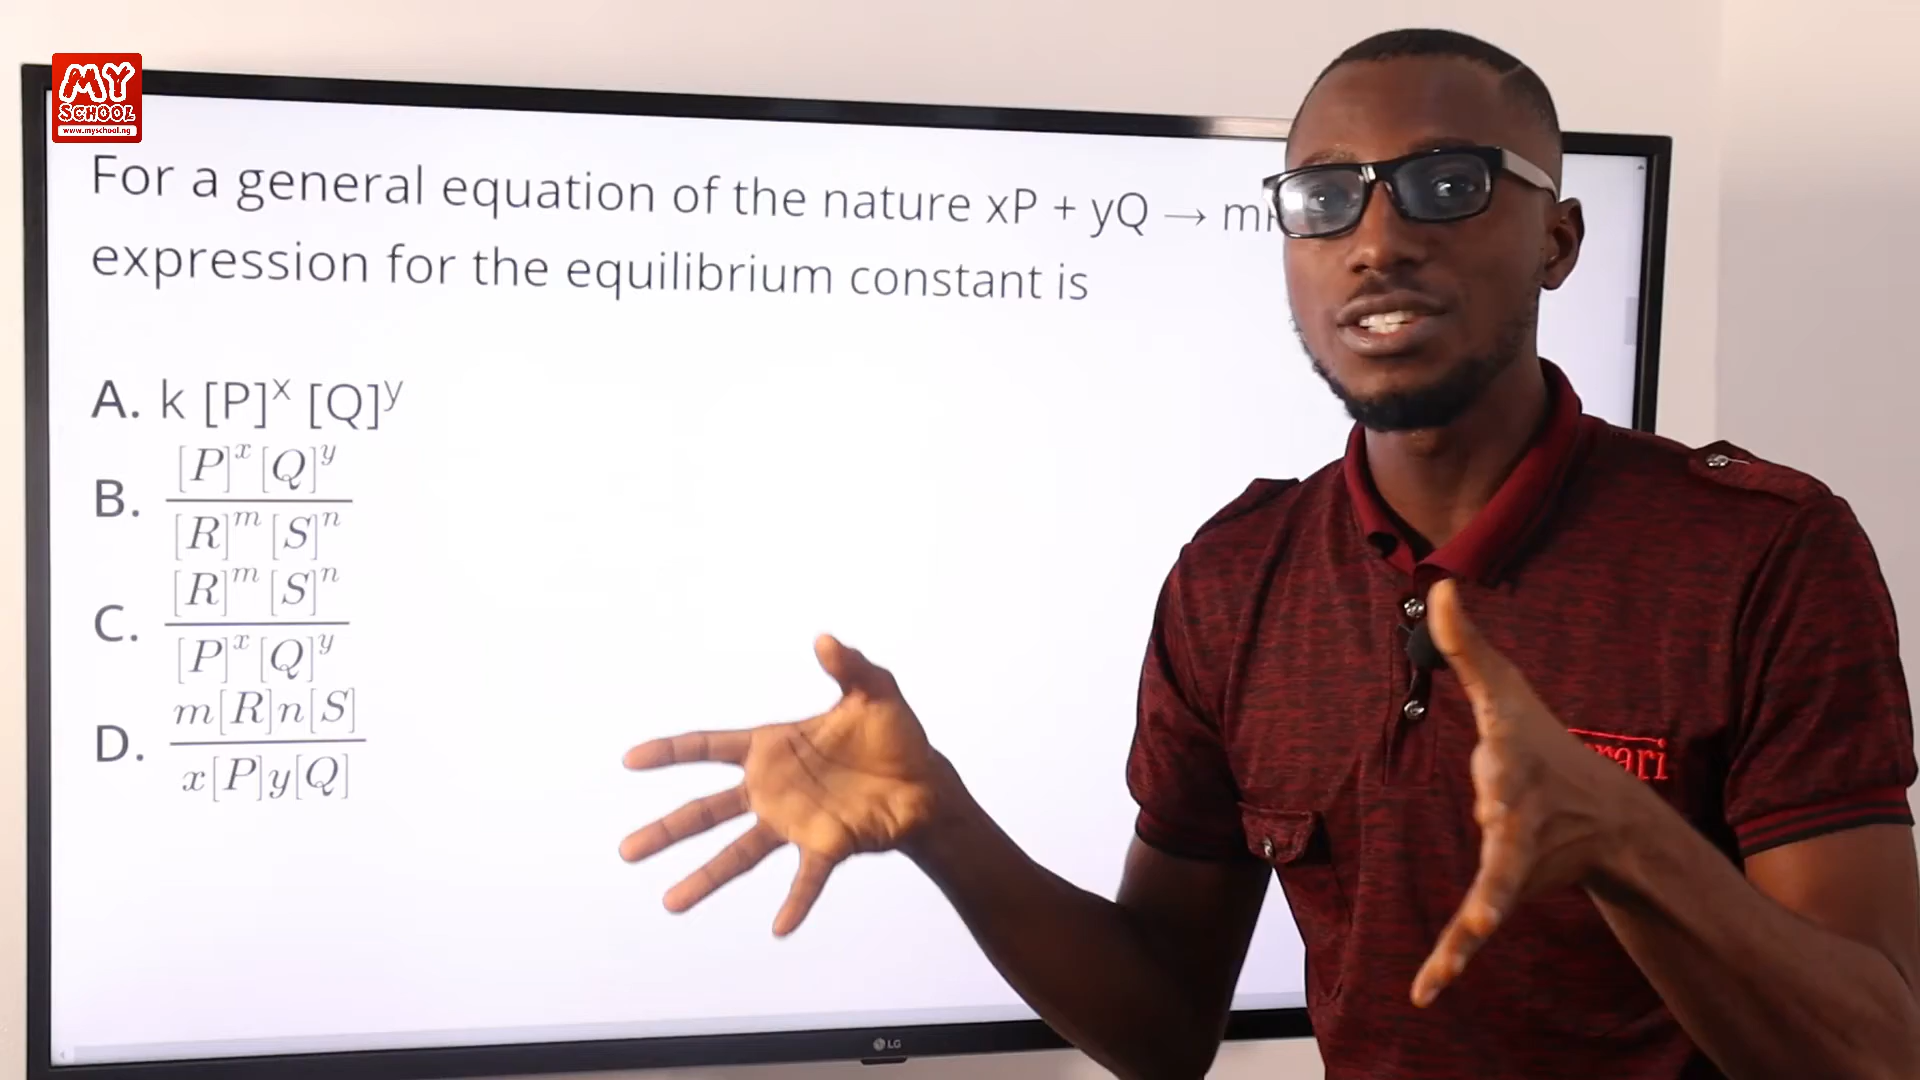 MY
SCHOOL
www.myschool.ng
For a general equation of the nature xP + yQ → m
expression for the equilibrium constant is
A. k [P]ˣ [Q]ʸ
B. [P]ˣ[Q]ʸ / [R]ᵐ[S]ⁿ
C. [R]ᵐ[S]ⁿ / [P]ˣ[Q]ʸ
D. m[R]n[S] / x[P]y[Q]
rari
LG